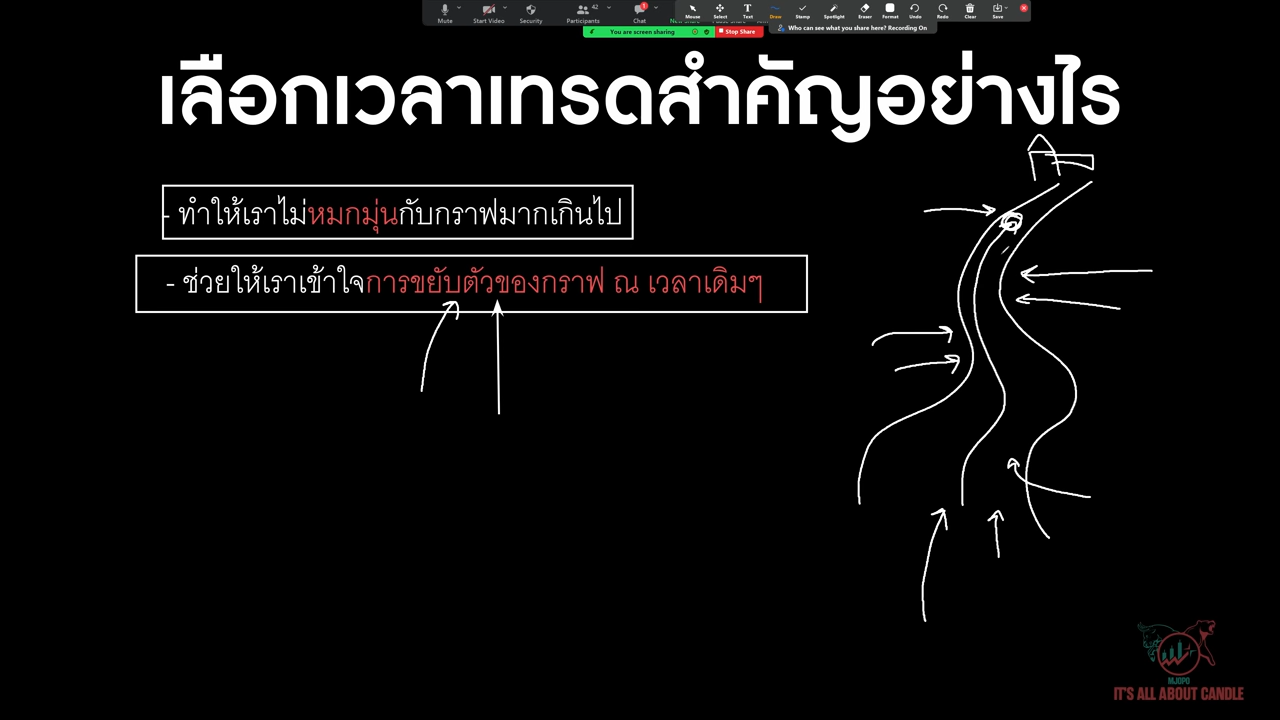 Mute Start Video Security Participants 42 Chat 1
Mouse Select Text Draw Stamp Spotlight Eraser Format Undo Redo Clear Save
You are screen sharing Stop Share
Who can see what you share here? Recording On
เลือกเวลาเทรดสำคัญอย่างไร
- ทำให้เราไม่หมกมุ่นกับกราฟมากเกินไป
- ช่วยให้เราเข้าใจการขยับตัวของกราฟ ณ เวลาเดิมๆ
MJOPO
IT'S ALL ABOUT CANDLE